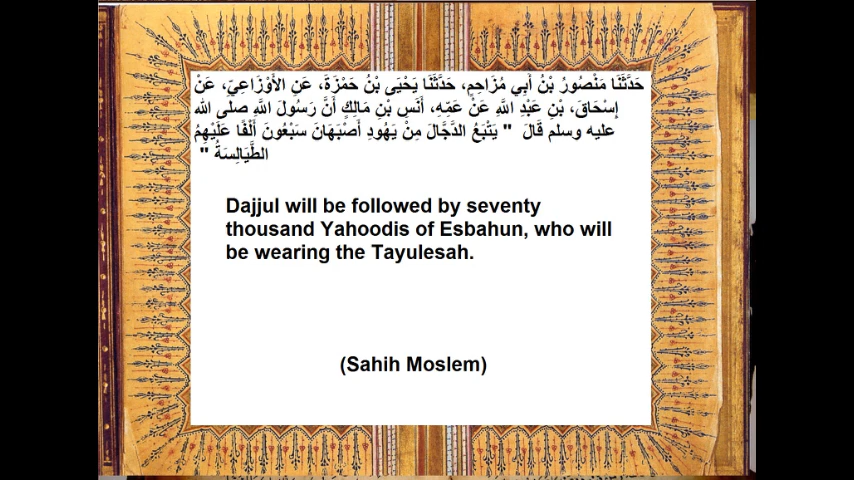 حَدَّثَنَا مَنْصُورُ بْنُ أَبِي مُزَاحِمٍ، حَدَّثَنَا يَحْيَى بْنُ حَمْزَةَ، عَنِ الأَوْزَاعِيِّ، عَنْ
إِسْحَاقَ، بْنِ عَبْدِ اللَّهِ عَنْ عَمِّهِ، أَنَسِ بْنِ مَالِكٍ أَنَّ رَسُولَ اللَّهِ صلى الله
عليه وسلم قَالَ " يَتْبَعُ الدَّجَّالَ مِنْ يَهُودِ أَصْبَهَانَ سَبْعُونَ أَلْفًا عَلَيْهِمُ
الطَّيَالِسَةُ "
Dajjul will be followed by seventy
thousand Yahoodis of Esbahun, who will
be wearing the Tayulesah.
(Sahih Moslem)